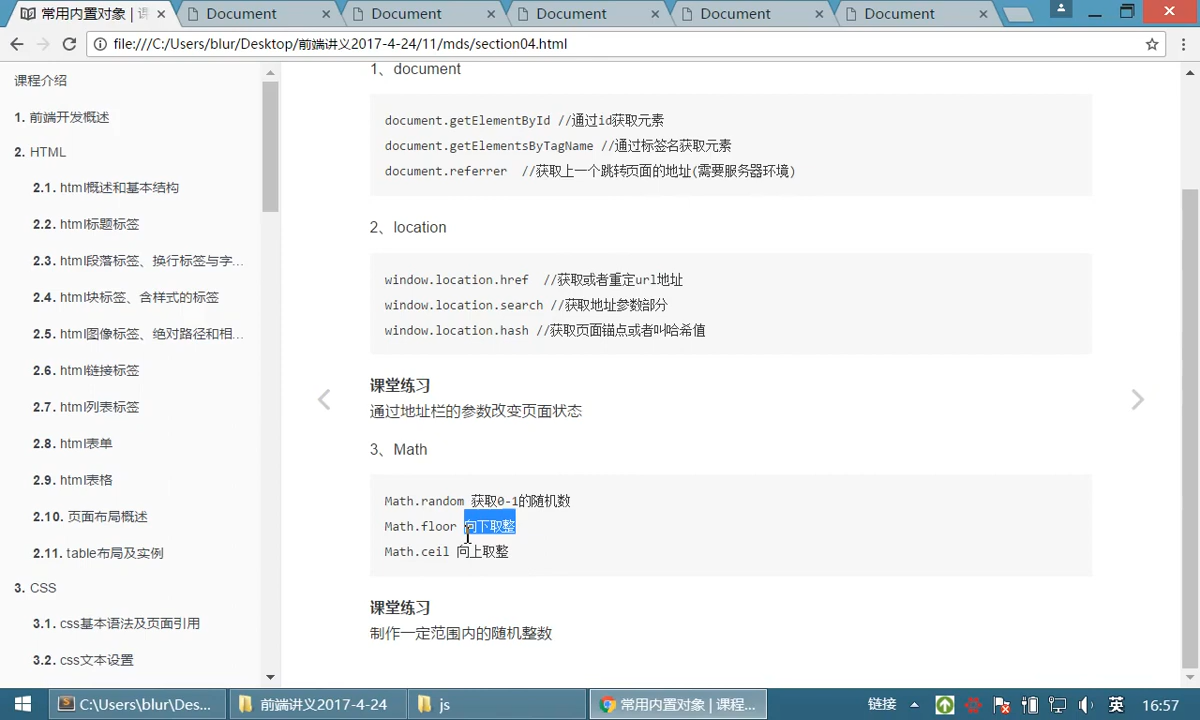 常用内置对象 | 课
Document
Document
Document
Document
Document
file:///C:/Users/blur/Desktop/前端讲义2017-4-24/11/mds/section04.html
课程介绍
1. 前端开发概述
2. HTML
2.1. html概述和基本结构
2.2. html标题标签
2.3. html段落标签、换行标签与字...
2.4. html块标签、含样式的标签
2.5. html图像标签、绝对路径和相...
2.6. html链接标签
2.7. html列表标签
2.8. html表单
2.9. html表格
2.10. 页面布局概述
2.11. table布局及实例
3. CSS
3.1. css基本语法及页面引用
3.2. css文本设置
1、document
document.getElementById //通过id获取元素
document.getElementsByTagName //通过标签名获取元素
document.referrer  //获取上一个跳转页面的地址(需要服务器环境)
2、location
window.location.href  //获取或者重定url地址
window.location.search //获取地址参数部分
window.location.hash //获取页面锚点或者叫哈希值
课堂练习
通过地址栏的参数改变页面状态
3、Math
Math.random 获取0-1的随机数
Math.floor 向下取整
Math.ceil 向上取整
课堂练习
制作一定范围内的随机整数
C:\Users\blur\Des...
前端讲义2017-4-24
js
常用内置对象 | 课程...
链接
英
16:57